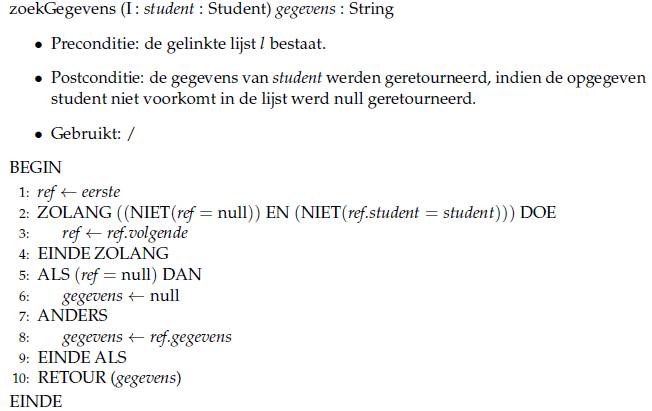 zoekGegevens (I : student : Student) gegevens : String
• Preconditie: de gelinkte lijst l bestaat.
• Postconditie: de gegevens van student werden geretourneerd, indien de opgegeven
student niet voorkomt in de lijst werd null geretourneerd.
• Gebruikt: /
BEGIN
1: ref ← eerste
2: ZOLANG ((NIET(ref = null)) EN (NIET(ref.student = student))) DOE
3: ref ← ref.volgende
4: EINDE ZOLANG
5: ALS (ref = null) DAN
6: gegevens ← null
7: ANDERS
8: gegevens ← ref.gegevens
9: EINDE ALS
10: RETOUR (gegevens)
EINDE